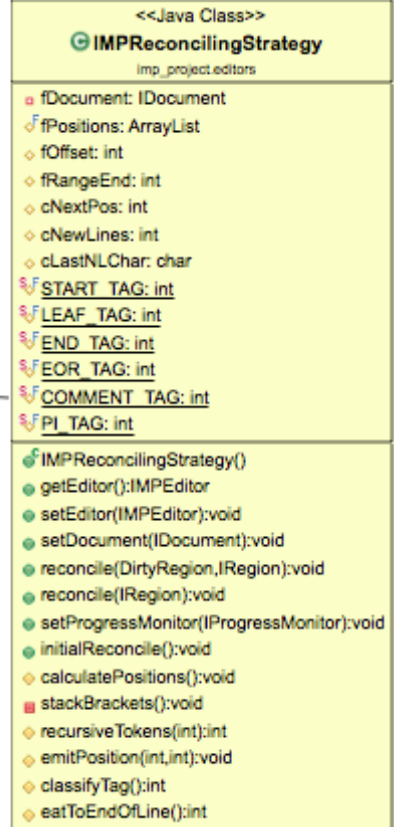 <<Java Class>>
IMPReconcilingStrategy
imp_project.editors
fDocument: IDocument
fPositions: ArrayList
fOffset: int
fRangeEnd: int
cNextPos: int
cNewLines: int
cLastNLChar: char
START_TAG: int
LEAF_TAG: int
END_TAG: int
EOR_TAG: int
COMMENT_TAG: int
PI_TAG: int
IMPReconcilingStrategy()
getEditor():IMPEditor
setEditor(IMPEditor):void
setDocument(IDocument):void
reconcile(DirtyRegion,IRegion):void
reconcile(IRegion):void
setProgressMonitor(IProgressMonitor):void
initialReconcile():void
calculatePositions():void
stackBrackets():void
recursiveTokens(int):int
emitPosition(int,int):void
classifyTag():int
eatToEndOfLine():int